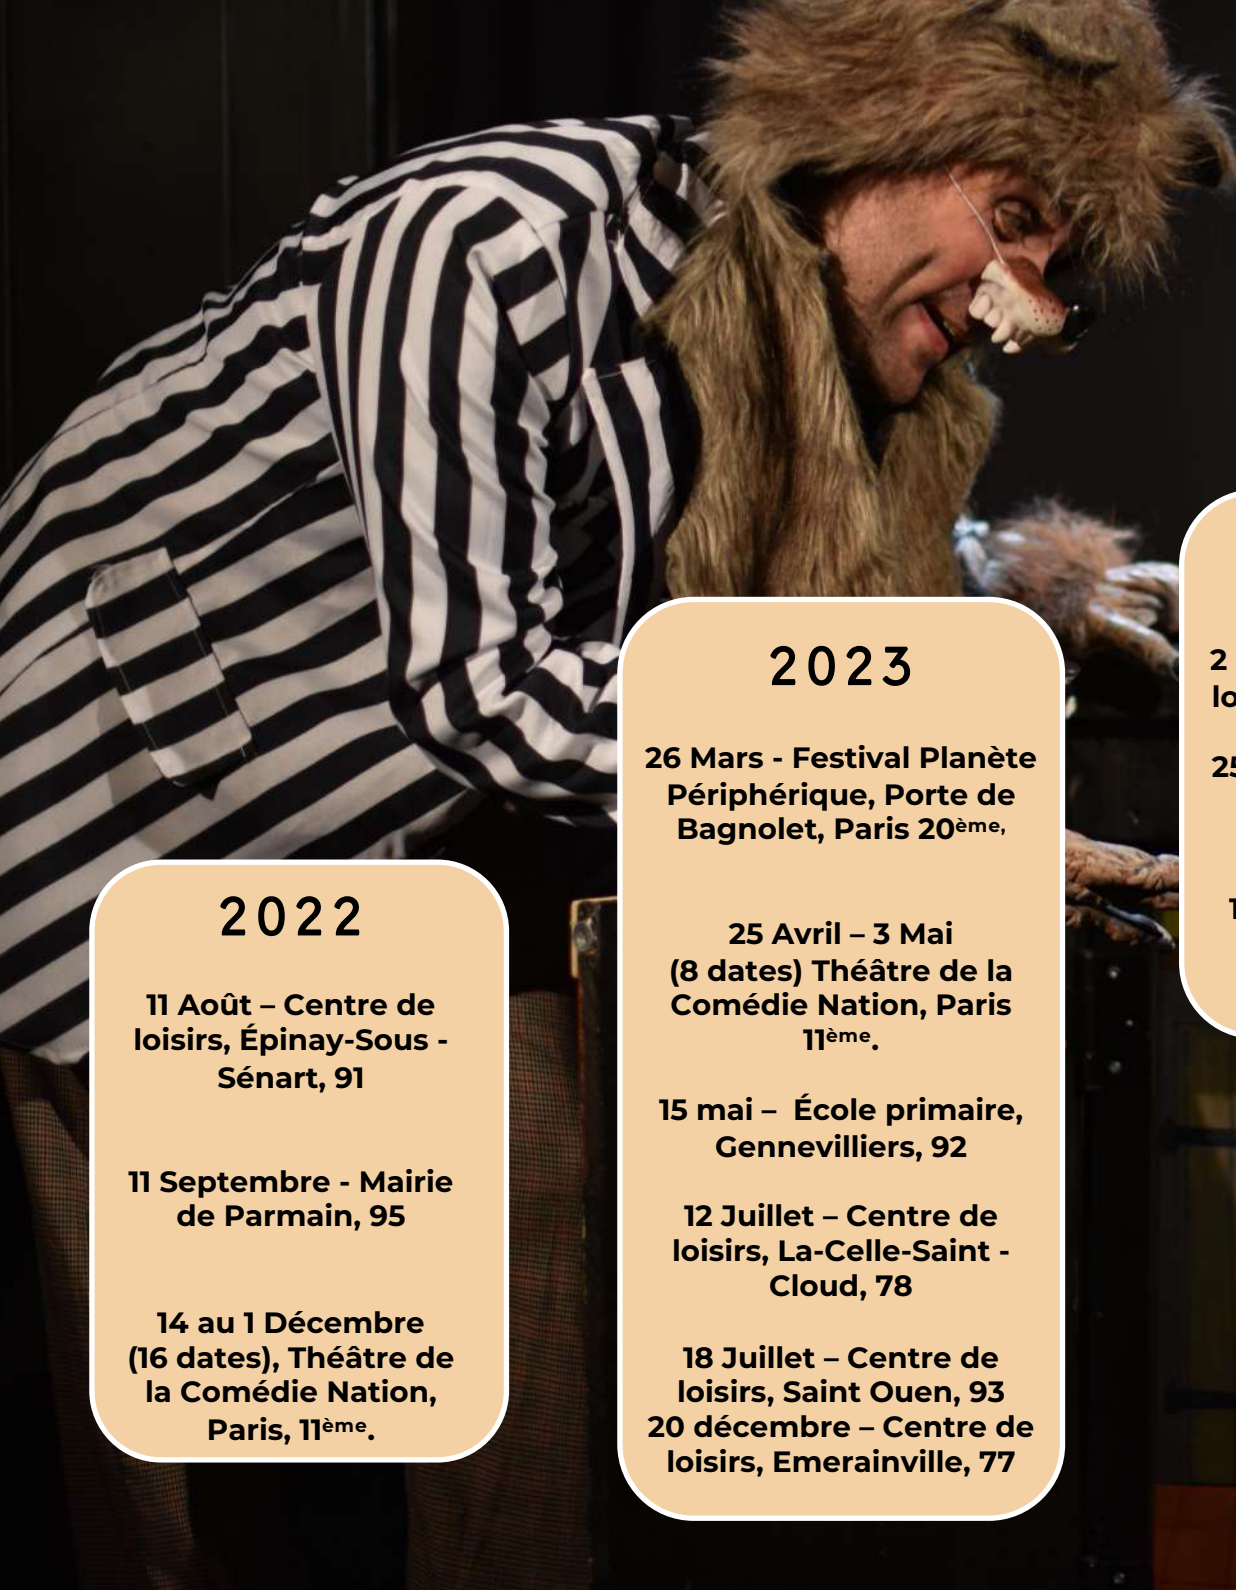 2022
11 Août – Centre de
loisirs, Épinay-Sous -
Sénart, 91
11 Septembre - Mairie
de Parmain, 95
14 au 1 Décembre
(16 dates), Théâtre de
la Comédie Nation,
Paris, 11ème.
2023
26 Mars - Festival Planète
Périphérique, Porte de
Bagnolet, Paris 20ème,
25 Avril – 3 Mai
(8 dates) Théâtre de la
Comédie Nation, Paris
11ème.
15 mai –  École primaire,
Gennevilliers, 92
12 Juillet – Centre de
loisirs, La-Celle-Saint -
Cloud, 78
18 Juillet – Centre de
loisirs, Saint Ouen, 93
20 décembre – Centre de
loisirs, Emerainville, 77
2
lo
25
1